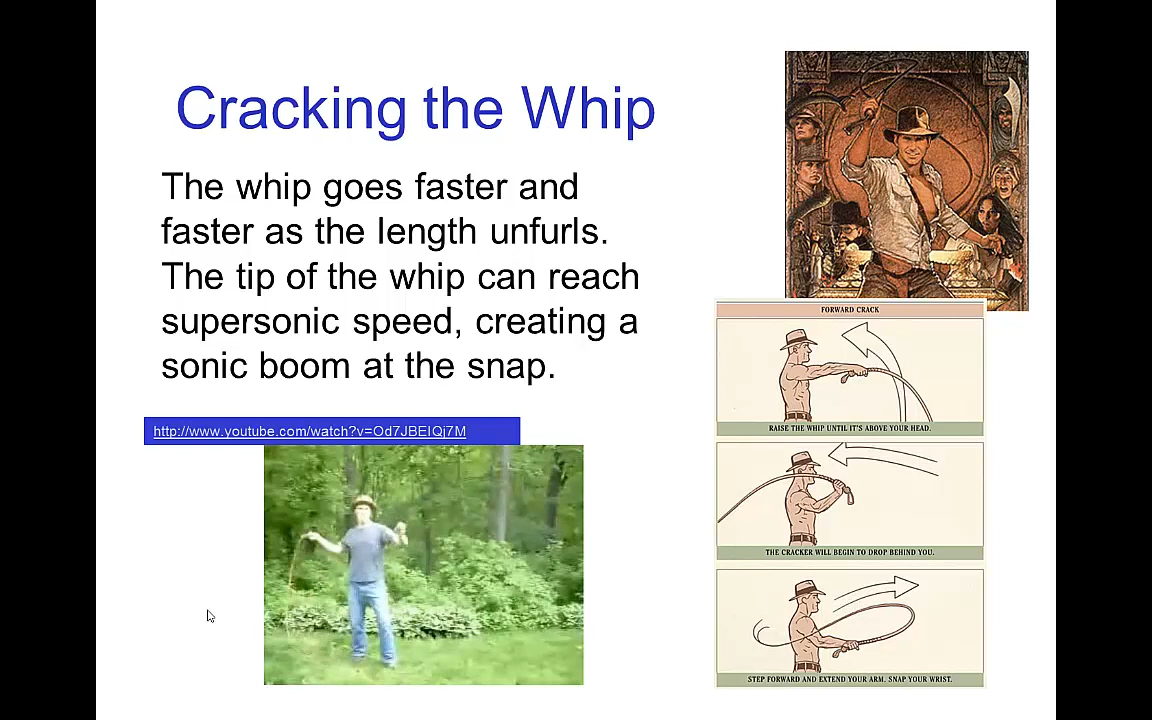 Cracking the Whip
The whip goes faster and
faster as the length unfurls.
The tip of the whip can reach
supersonic speed, creating a
sonic boom at the snap.
http://www.youtube.com/watch?v=Od7JBEIQj7M
FORWARD CRACK
RAISE THE WHIP UNTIL IT'S ABOVE YOUR HEAD.
THE CRACKER WILL BEGIN TO DROP BEHIND YOU.
STEP FORWARD AND EXTEND YOUR ARM. SNAP YOUR WRIST.